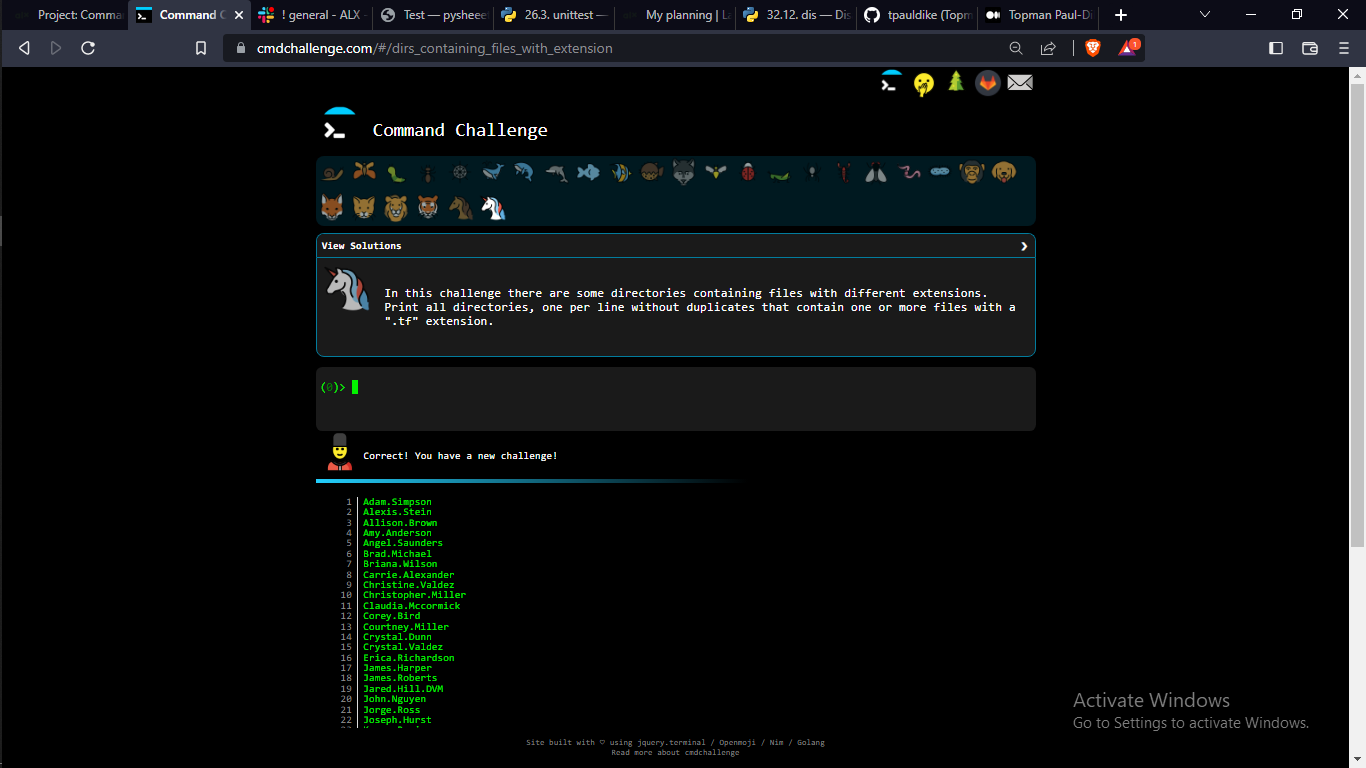 Project: Comma
Command C
! general - ALX -
Test — pysheee
26.3. unittest —
My planning | L
32.12. dis — Dis
tpauldike (Topm
Topman Paul-Di
cmdchallenge.com/#/dirs_containing_files_with_extension
1
Command Challenge
View Solutions
In this challenge there are some directories containing files with different extensions.
Print all directories, one per line without duplicates that contain one or more files with a
".tf" extension.
(0)>
Correct! You have a new challenge!
1 Adam.Simpson
2 Alexis.Stein
3 Allison.Brown
4 Amy.Anderson
5 Angel.Saunders
6 Brad.Michael
7 Briana.Wilson
8 Carrie.Alexander
9 Christine.Valdez
10 Christopher.Miller
11 Claudia.Mccormick
12 Corey.Bird
13 Courtney.Miller
14 Crystal.Dunn
15 Crystal.Valdez
16 Erica.Richardson
17 James.Harper
18 James.Roberts
19 Jared.Hill.DVM
20 John.Nguyen
21 Jorge.Ross
22 Joseph.Hurst
Activate Windows
Go to Settings to activate Windows.
Site built with ♡ using jquery.terminal / Openmoji / Nim / Golang
Read more about cmdchallenge